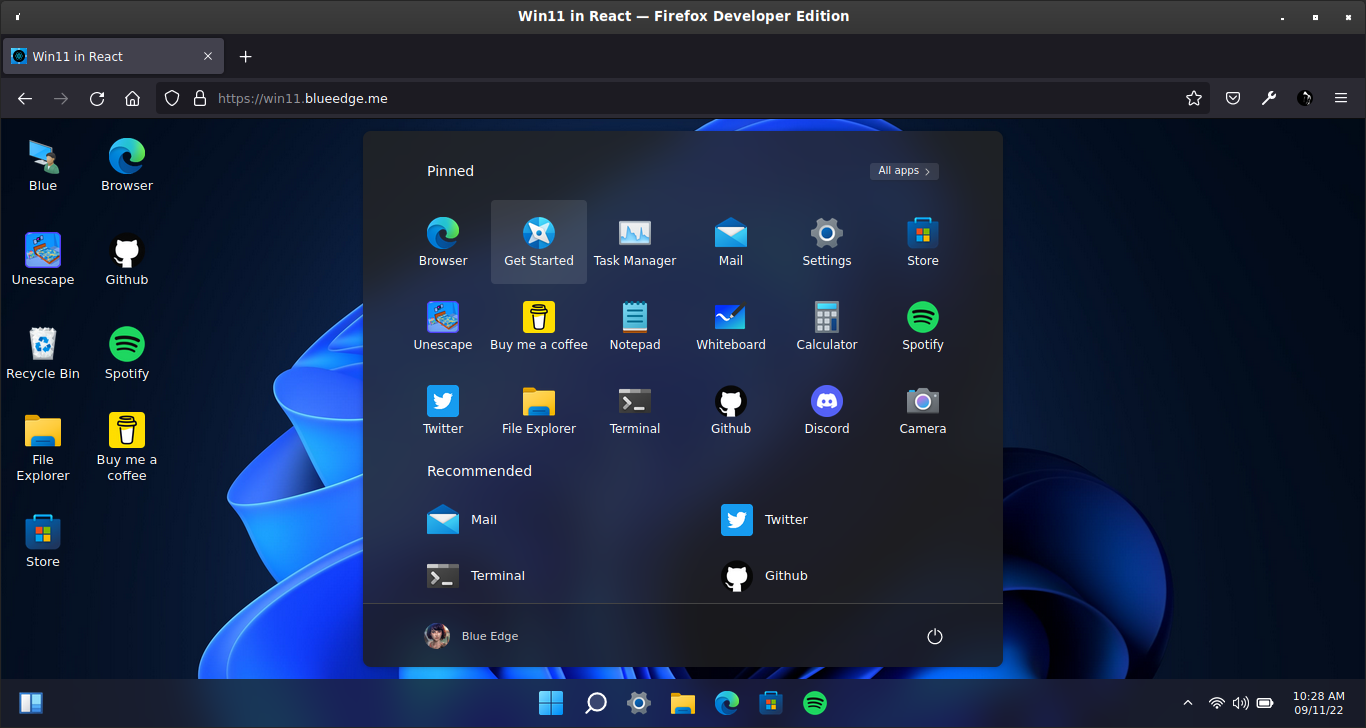 Win11 in React — Firefox Developer Edition
Win11 in React
https://win11.blueedge.me
Blue
Browser
Unescape
Github
Recycle Bin
Spotify
File
Explorer
Buy me a
coffee
Store
Pinned
All apps
Browser
Get Started
Task Manager
Mail
Settings
Store
Unescape
Buy me a coffee
Notepad
Whiteboard
Calculator
Spotify
Twitter
File Explorer
Terminal
Github
Discord
Camera
Recommended
Mail
Twitter
Terminal
Github
Blue Edge
10:28 AM
09/11/22